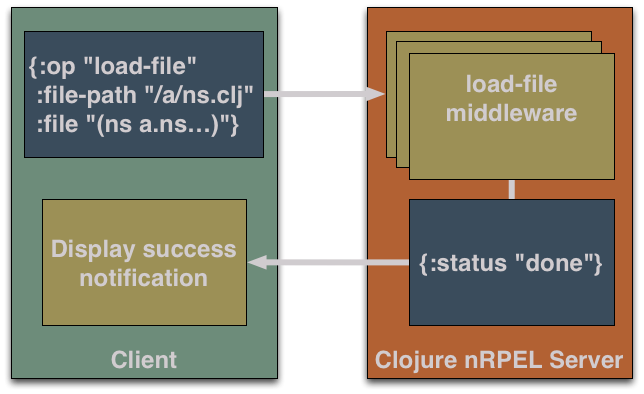 {:op "load-file"
:file-path "/a/ns.clj"
:file "(ns a.ns…)"}
load-file
middleware
{:status "done"}
Display success
notification
Client
Clojure nRPEL Server